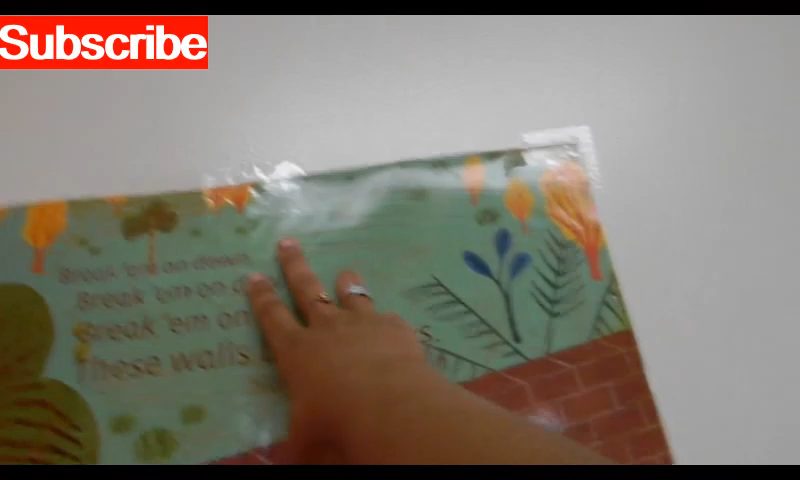 Subscribe
Break 'em on down
Break 'em on
Break 'em on
These walls